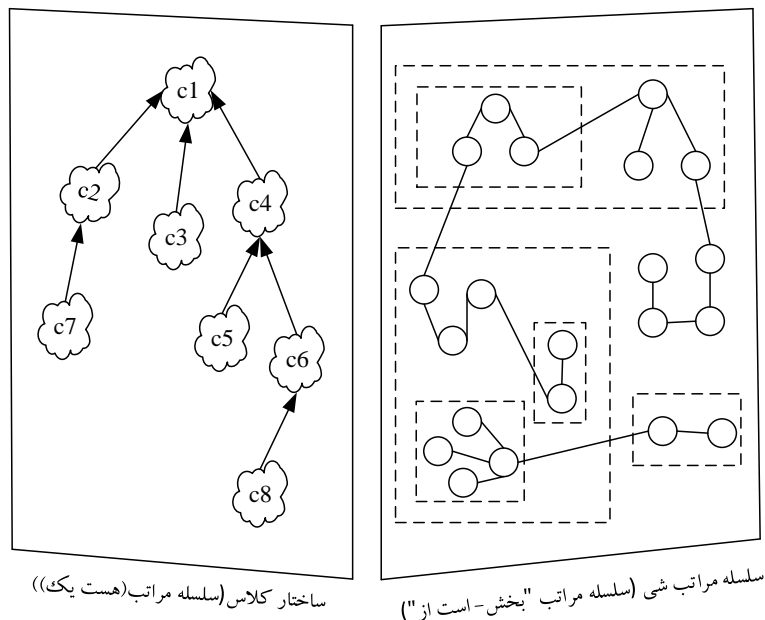 c1
c2
c3
c4
c7
c5
c6
c8
ساختار کلاس(سلسله مراتب(هست یک))
سلسله مراتب شی (سلسله مراتب "بخش-است از")